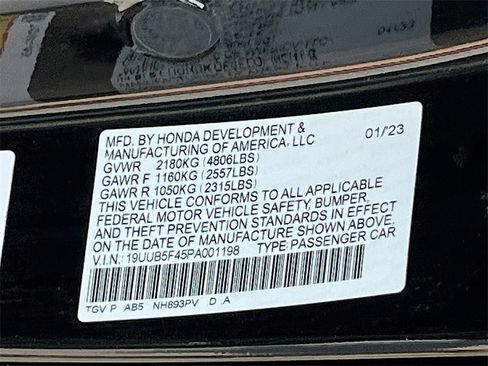 MFD. BY HONDA DEVELOPMENT &
MANUFACTURING OF AMERICA, LLC 01/23
GVWR 2180KG (4806LBS)
GAWR F 1160KG (2557LBS)
GAWR R 1050KG (2315LBS)
THIS VEHICLE CONFORMS TO ALL APPLICABLE
FEDERAL MOTOR VEHICLE SAFETY, BUMPER,
AND THEFT PREVENTION STANDARDS IN EFFECT
ON THE DATE OF MANUFACTURE SHOWN ABOVE.
V.I.N.: 19UUB5F45PA001198 TYPE: PASSENGER CAR
TGV P AB5 NH893PV .D .A